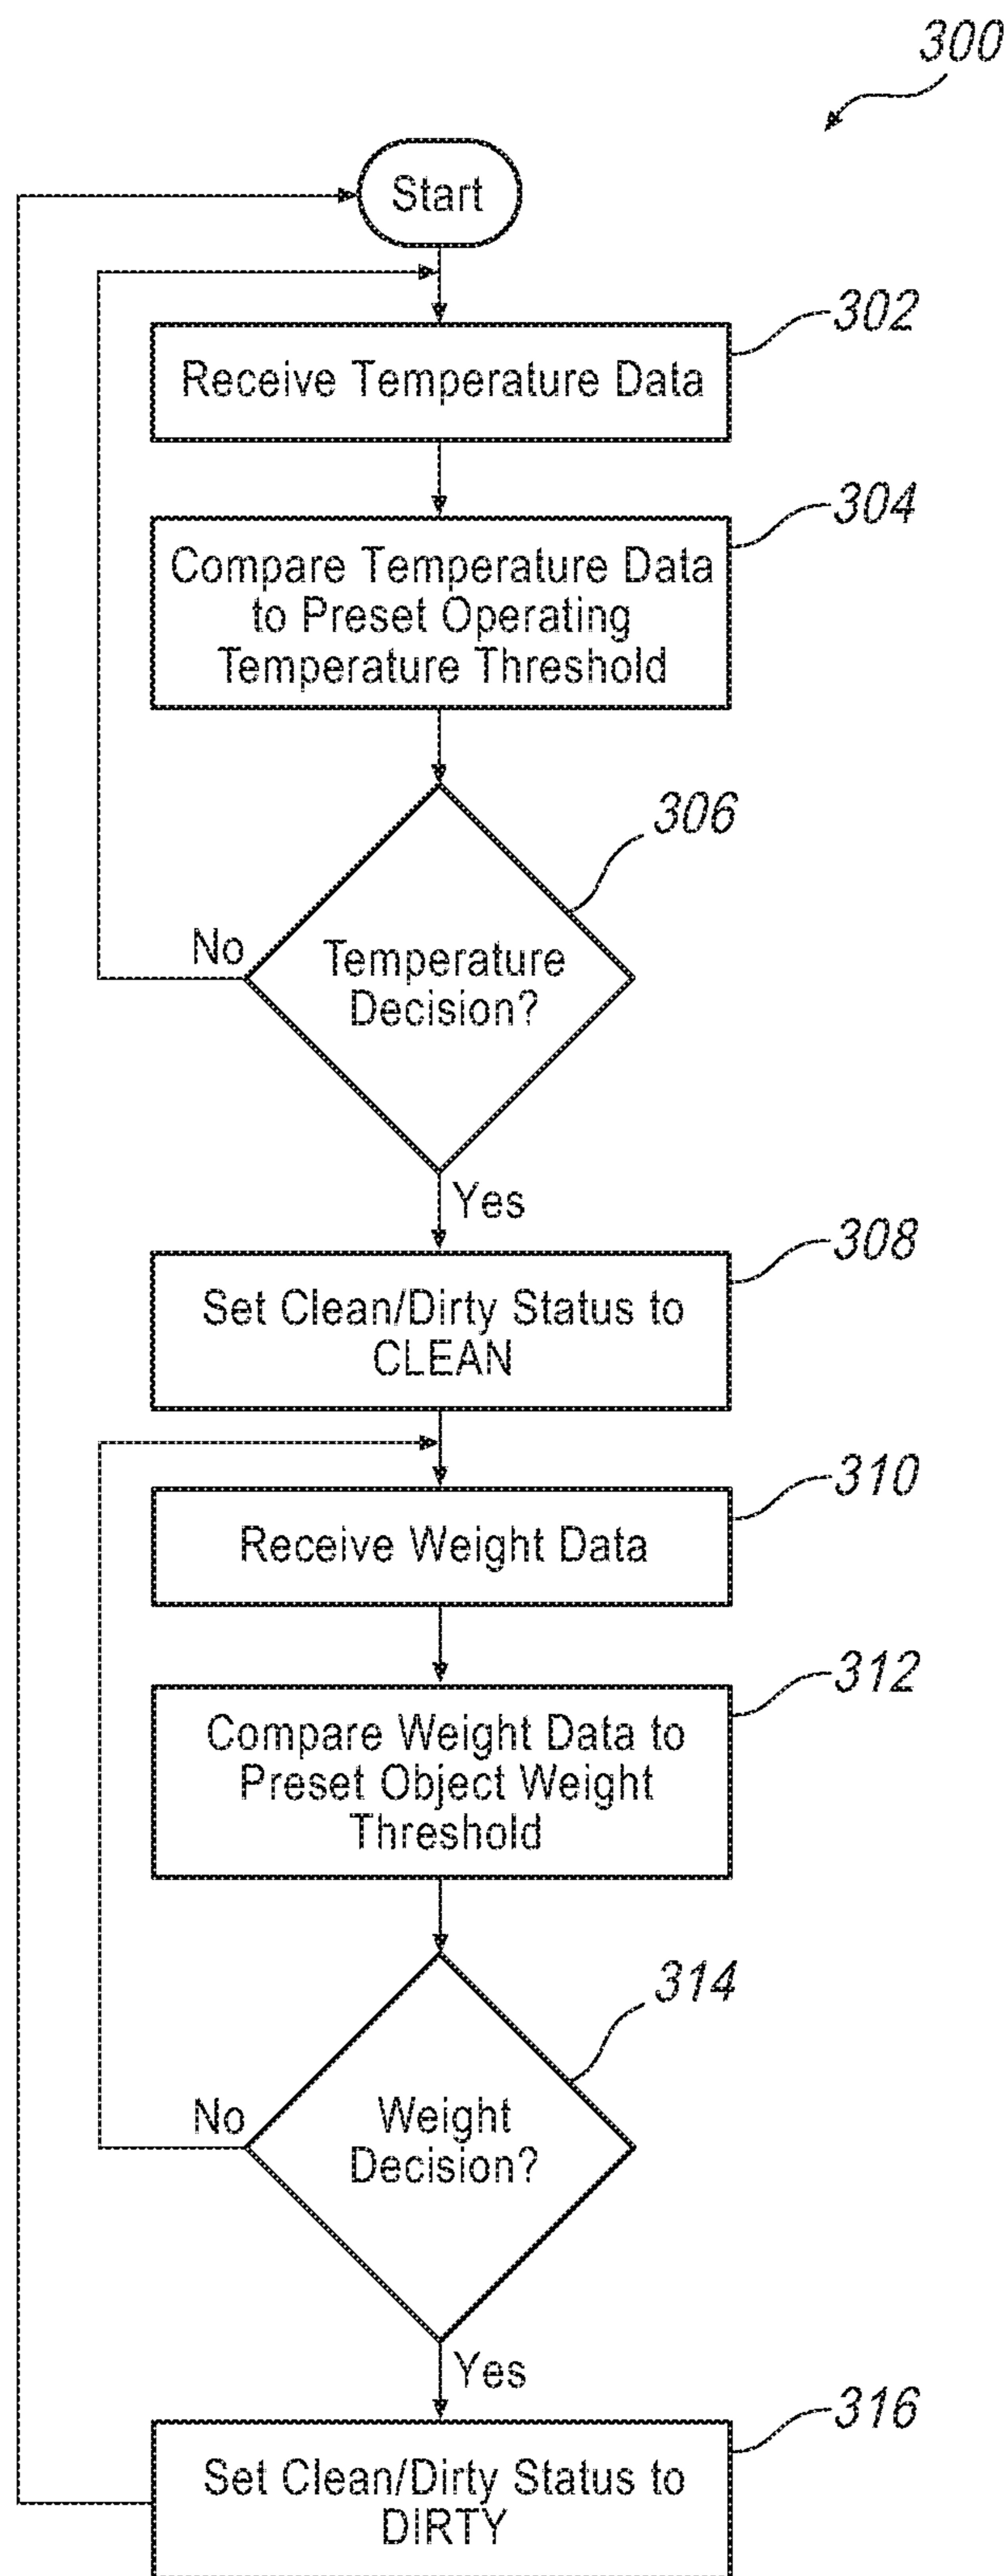 300
Start
302
Receive Temperature Data
304
Compare Temperature Data
to Preset Operating
Temperature Threshold
306
No
Temperature
Decision?
Yes
308
Set Clean/Dirty Status to
CLEAN
310
Receive Weight Data
312
Compare Weight Data to
Preset Object Weight
Threshold
314
No
Weight
Decision?
Yes
316
Set Clean/Dirty Status to
DIRTY